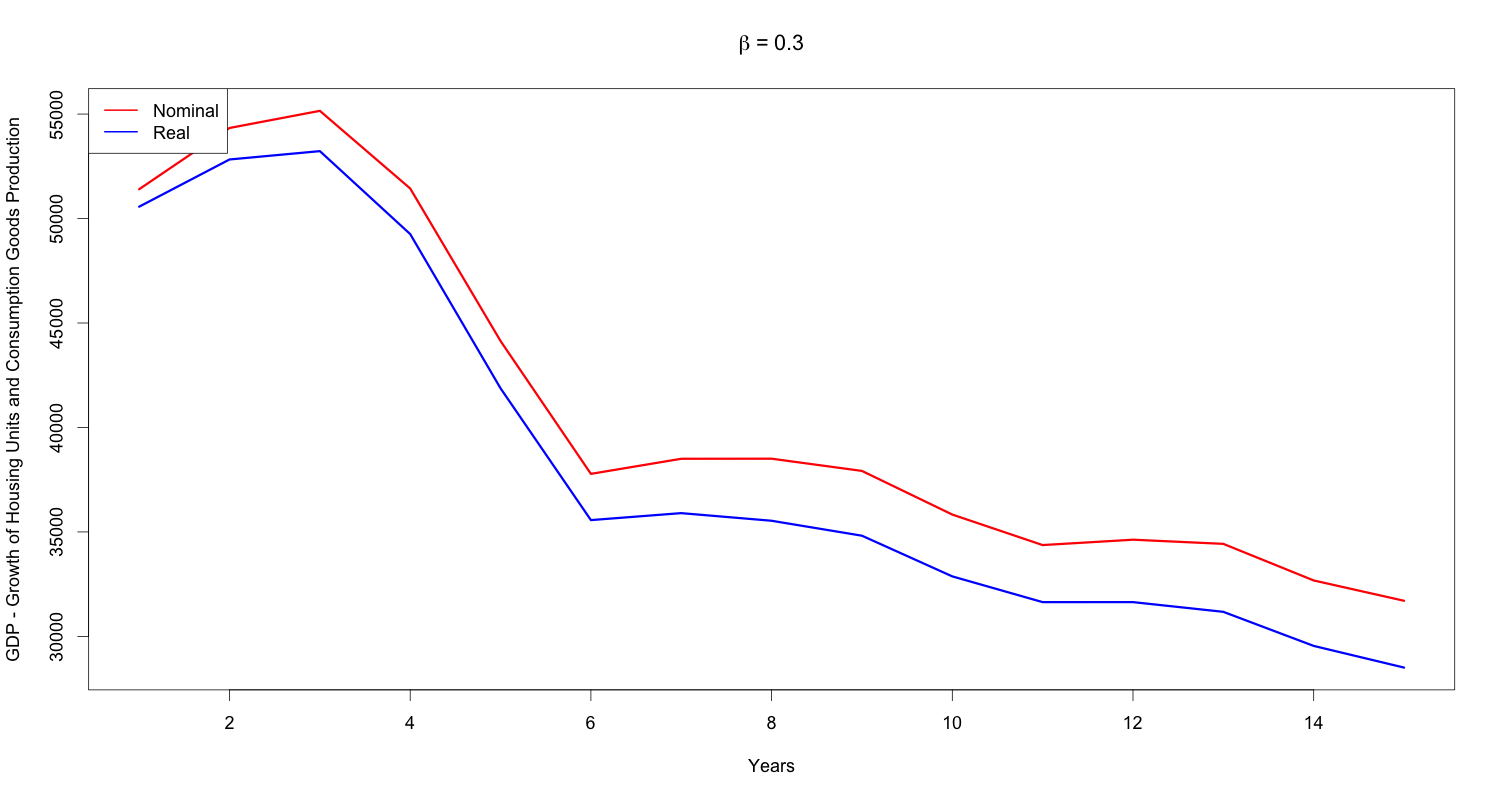 β = 0.3
Nominal
Real
GDP - Growth of Housing Units and Consumption Goods Production
55000
50000
45000
40000
35000
30000
2 4 6 8 10 12 14
Years